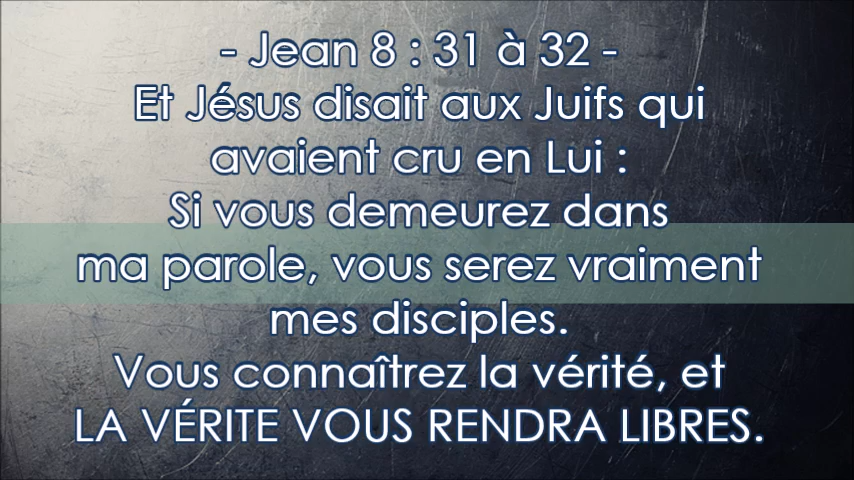 - Jean 8 : 31 à 32 -
Et Jésus disait aux Juifs qui
avaient cru en Lui :
Si vous demeurez dans
ma parole, vous serez vraiment
mes disciples.
Vous connaîtrez la vérité, et
LA VÉRITE VOUS RENDRA LIBRES.